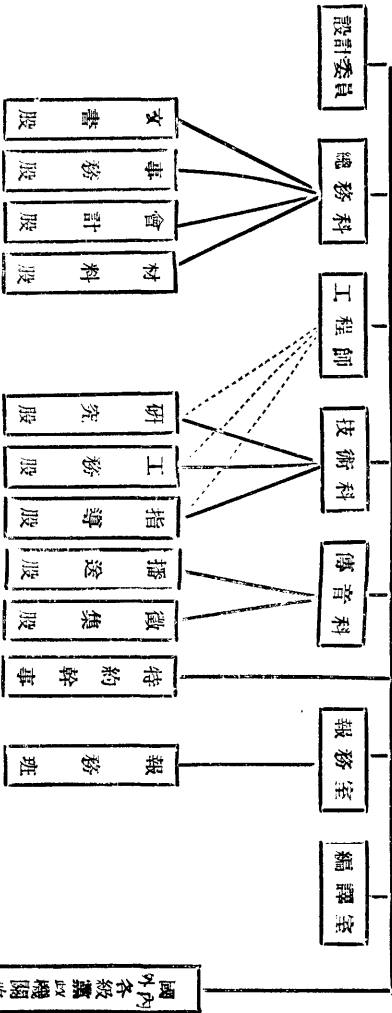 設計委員
總務科
工程師
技術科
傳音科
報務室
編譯室
文書股
事務股
會計股
材料股
研究股
工務股
指導股
播送股
徵集股
特約幹事
報務班
國內外各級黨政機關